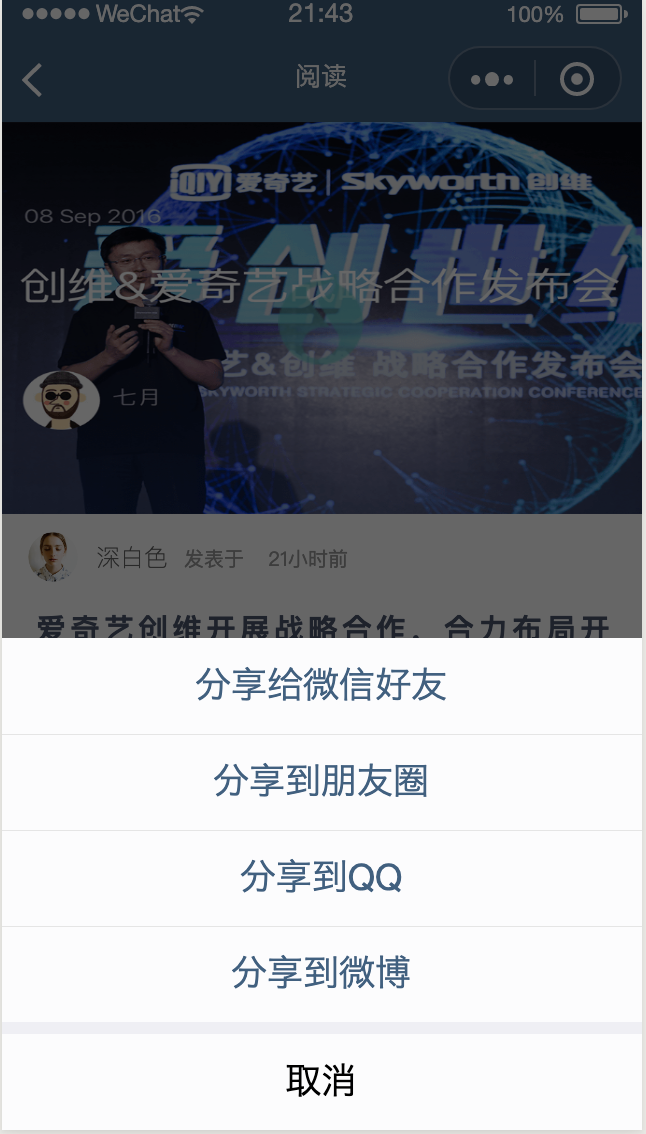 WeChat 21:43 100%
阅读
iQIYI 爱奇艺 | Skyworth 创维
08 Sep 2016
创维&爱奇艺战略合作发布会
艺&创维 战略合作发布会
SKYWORTH STRATEGIC COOPERATION CONFERENCE
七月
深白色 发表于 21小时前
爱奇艺创维开展战略合作，合力布局开
分享给微信好友
分享到朋友圈
分享到QQ
分享到微博
取消